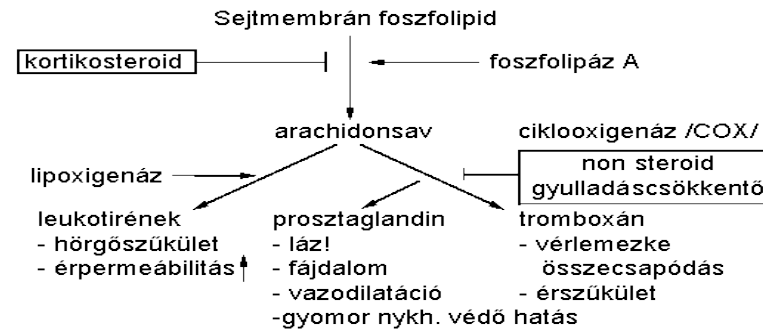 Sejtmembrán foszfolipid
kortikosteroid
foszfolipáz A
arachidonsav
ciklooxigenáz /COX/
lipoxigenáz
non steroid
gyulladáscsökkentő
leukotirének
- hörgőszűkület
- érpermeábilitás
prosztaglandin
- láz!
- fájdalom
- vazodilatáció
-gyomor nykh. védő hatás
tromboxán
- vérlemezke
összecsapódás
- érszűkület